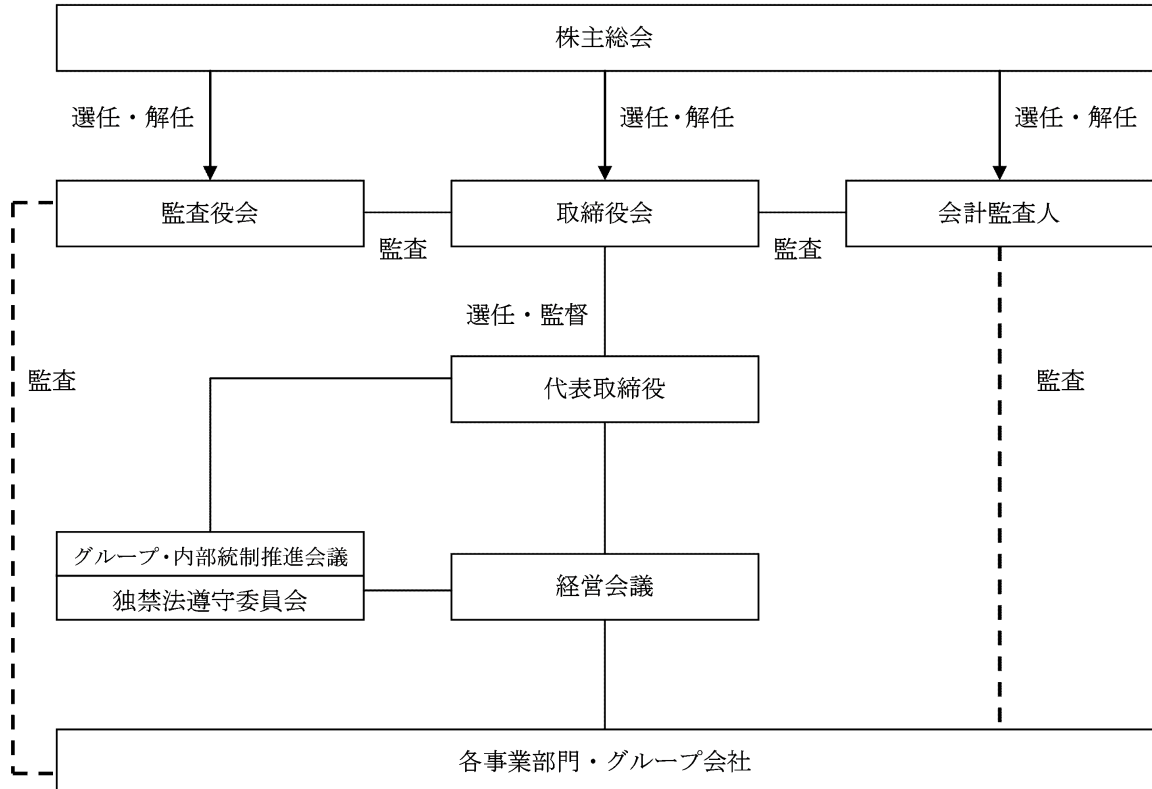 株主総会
選任・解任
選任・解任
選任・解任
監査役会
取締役会
会計監査人
監査
監査
選任・監督
監査
代表取締役
監査
グループ・内部統制推進会議
独禁法遵守委員会
経営会議
各事業部門・グループ会社